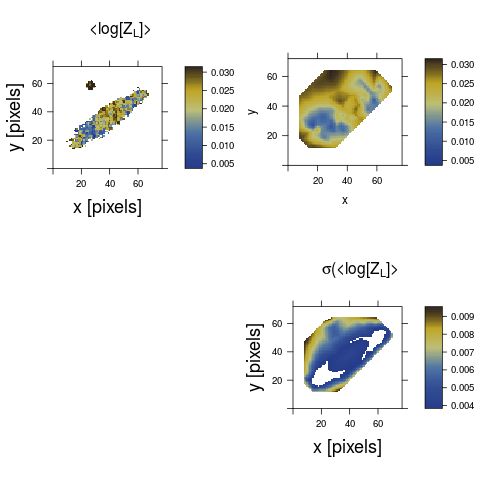 <log[Z_L]>
60
40
20
20 40 60
x [pixels]
y [pixels]
0.030
0.025
0.020
0.015
0.010
0.005
60
40
20
20 40 60
x
y
0.030
0.025
0.020
0.015
0.010
0.005
σ(<log[Z_L]>
60
40
20
20 40 60
x [pixels]
y [pixels]
0.009
0.008
0.007
0.006
0.005
0.004